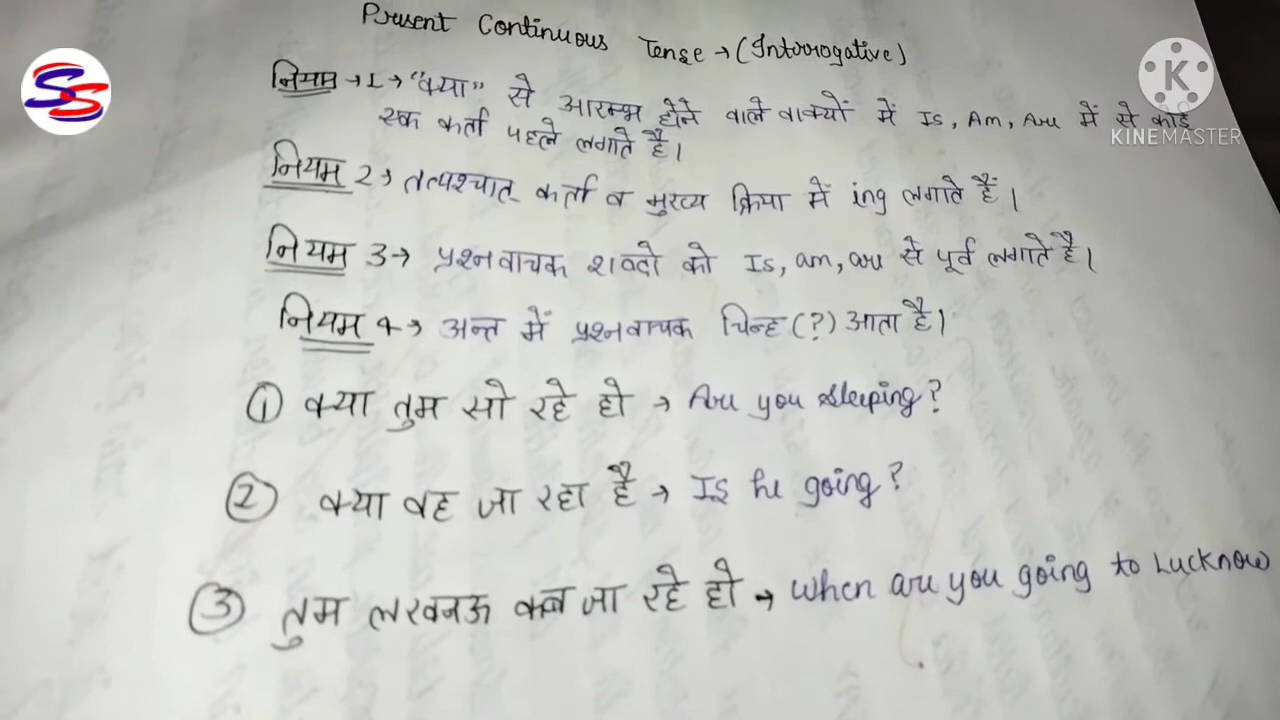 Present Continuous Tense → (Interrogative)
नियम → 1 → "क्या" से आरम्भ होने वाले वाक्यों में Is, Am, Are में से कोई
एक कर्ता पहले लगाते है।
नियम 2 → तत्पश्चात् कर्ता व मुख्य क्रिया में ing लगाते हैं।
नियम 3 → प्रश्नवाचक शब्दो को Is, am, are से पूर्व लगाते है।
नियम 4 → अन्त में प्रश्नवाचक चिन्ह (?) आता है।
① क्या तुम सो रहे हो → Are you sleeping?
② क्या वह जा रहा है → Is he going?
③ तुम लखनऊ कब जा रहे हो → When are you going to Lucknow
SS
K
KINEMASTER